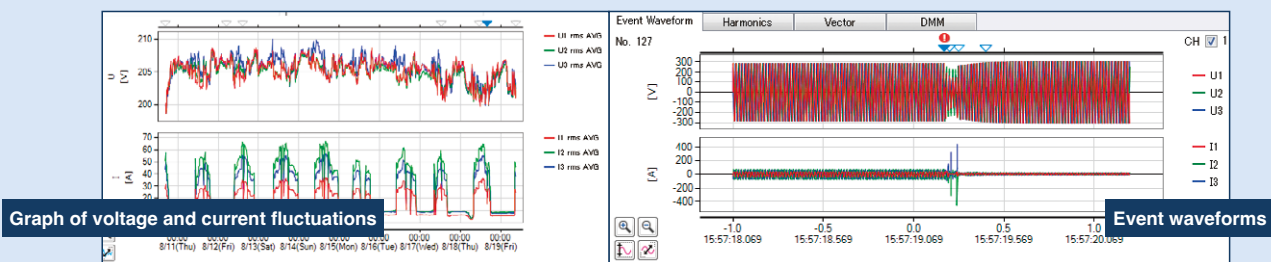 210
205
200
U
[V]
U1 rms AVG
U2 rms AVG
U3 rms AVG
70
60
50
40
30
20
I
[A]
I1 rms AVG
I2 rms AVG
I3 rms AVG
Graph of voltage and current fluctuations
00:00 00:00 00:00 00:00 00:00 00:00 00:00 00:00 00:00
8/11(Thu) 8/12(Fri) 8/13(Sat) 8/14(Sun) 8/15(Mon) 8/16(Tue) 8/17(Wed) 8/18(Thu) 8/19(Fri)
Event Waveform Harmonics Vector DMM
No. 127
CH 1
300
200
100
0
-100
-200
-300
[V]
U1
U2
U3
400
200
0
-200
-400
[A]
I1
I2
I3
Event waveforms
-1.0 -0.5 0.0 0.5 1.0
15:57:18.069 15:57:18.569 15:57:19.069 15:57:19.569 15:57:20.069